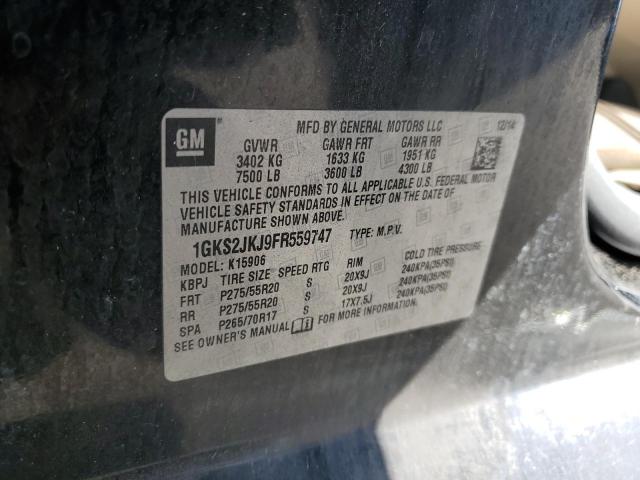 GM
MFD BY GENERAL MOTORS LLC
12/14
GVWR GAWR FRT GAWR RR
3402 KG 1633 KG 1951 KG
7500 LB 3600 LB 4300 LB
THIS VEHICLE CONFORMS TO ALL APPLICABLE U.S. FEDERAL MOTOR
VEHICLE SAFETY STANDARDS IN EFFECT ON THE DATE OF
MANUFACTURE SHOWN ABOVE.
1GKS2JKJ9FR559747 TYPE: M.P.V.
MODEL: K15906
KBPJ TIRE SIZE SPEED RTG RIM COLD TIRE PRESSURE
FRT P275/55R20 S 20X9J 240KPA(35PSI)
RR P275/55R20 S 20X9J 240KPA(35PSI)
SPA P265/70R17 S 17X7.5J 240KPA(35PSI)
SEE OWNER'S MANUAL FOR MORE INFORMATION